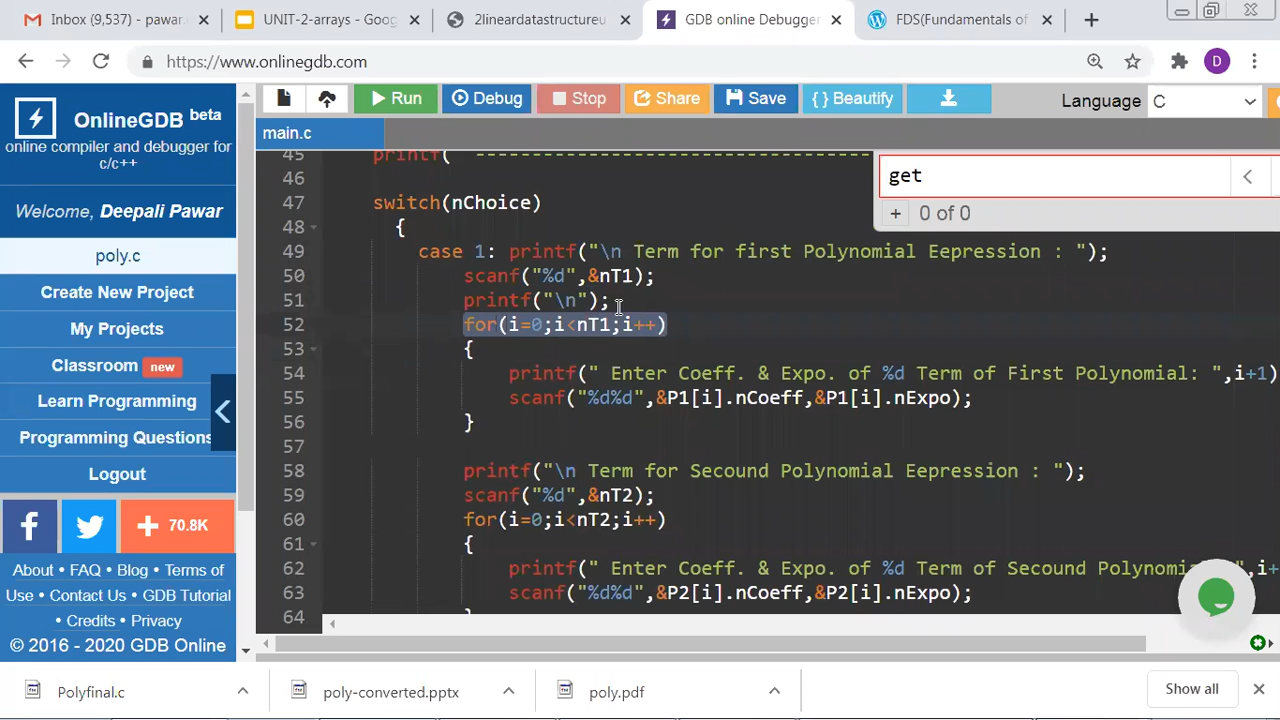 Inbox (9,537) - pawar.c
UNIT-2-arrays - Goog
2lineardatastructureu
GDB online Debugger
FDS(Fundamentals of
https://www.onlinegdb.com
D
OnlineGDB beta
online compiler and debugger for
c/c++
Welcome, Deepali Pawar
poly.c
Create New Project
My Projects
Classroom new
Learn Programming
Programming Questions
Logout
f
+ 70.8K
About • FAQ • Blog • Terms of
Use • Contact Us • GDB Tutorial
• Credits • Privacy
© 2016 - 2020 GDB Online
Run
Debug
Stop
Share
Save
{ } Beautify
Language C
main.c
get
+ 0 of 0
45 printf( " ----------------------------------
46
47 switch(nChoice)
48 {
49 case 1: printf("\n Term for first Polynomial Eepression : ");
50 scanf("%d",&nT1);
51 printf("\n");
52 for(i=0;i<nT1;i++)
53 {
54 printf(" Enter Coeff. & Expo. of %d Term of First Polynomial: ",i+1)
55 scanf("%d%d",&P1[i].nCoeff,&P1[i].nExpo);
56 }
57
58 printf("\n Term for Secound Polynomial Eepression : ");
59 scanf("%d",&nT2);
60 for(i=0;i<nT2;i++)
61 {
62 printf(" Enter Coeff. & Expo. of %d Term of Secound Polynomial ",i+
63 scanf("%d%d",&P2[i].nCoeff,&P2[i].nExpo);
64
Polyfinal.c
poly-converted.pptx
poly.pdf
Show all